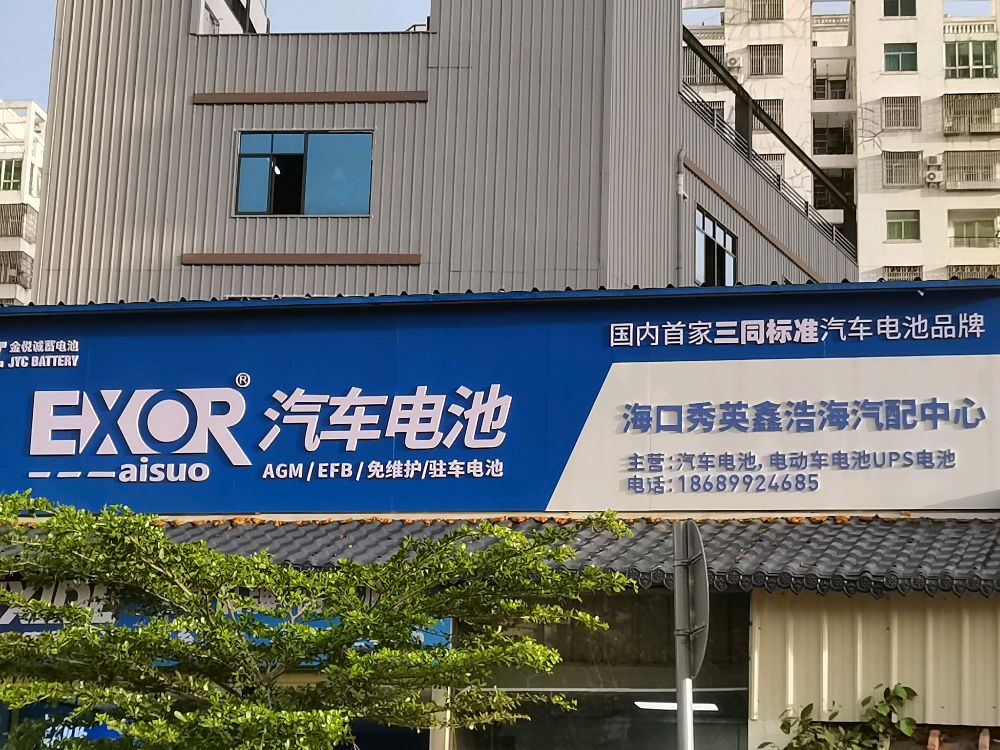 金悦诚蓄电池
JYC BATTERY
国内首家三同标准汽车电池品牌
EXOR®
aisuo
汽车电池
AGM/EFB/免维护/驻车电池
海口秀英鑫浩海汽配中心
主营:汽车电池,电动车电池UPS电池
电话:18689924685